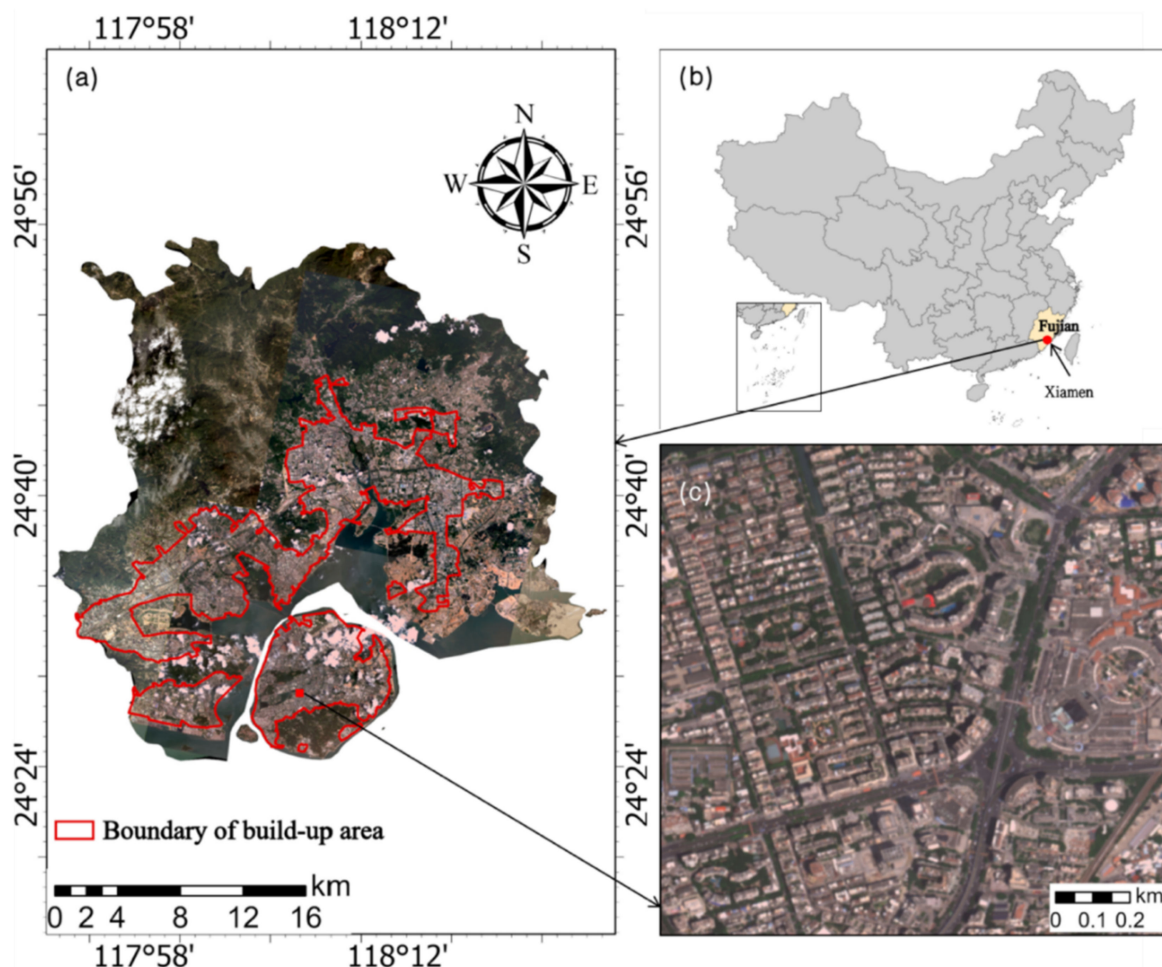 117°58' 118°12'
(a)
N
W E
S
24°56' 24°56'
24°40' 24°40'
24°24' 24°24'
Boundary of build-up area
km
0 2 4 8 12 16
117°58' 118°12'
(b)
Fujian
Xiamen
(c)
km
0 0.1 0.2